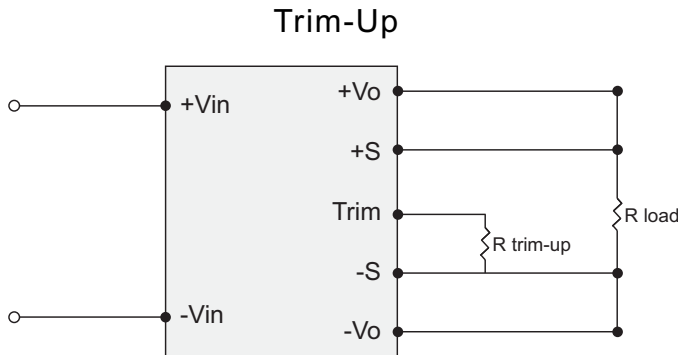 Trim-Up
+Vin
-Vin
+Vo
+S
Trim
-S
-Vo
R trim-up
R load